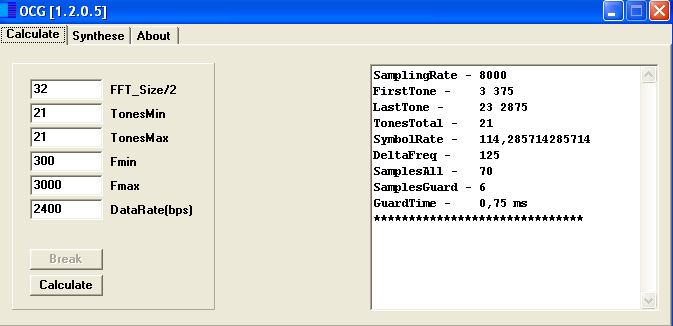 OCG [1.2.0.5]
Calculate Synthese About
32 FFT_Size/2
21 TonesMin
21 TonesMax
300 Fmin
3000 Fmax
2400 DataRate(bps)
Break
Calculate
SamplingRate - 8000
FirstTone - 3 375
LastTone - 23 2875
TonesTotal - 21
SymbolRate - 114,285714285714
DeltaFreq - 125
SamplesAll - 70
SamplesGuard - 6
GuardTime - 0,75 ms
******************************